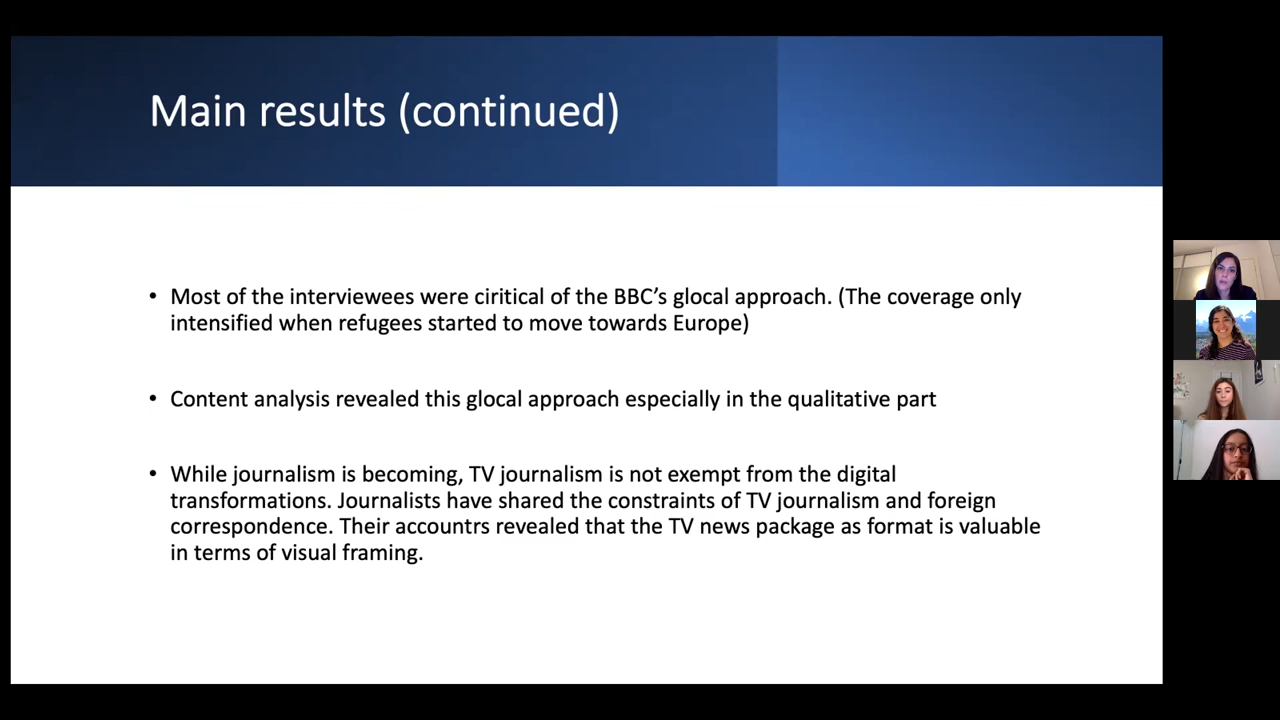 Main results (continued)
• Most of the interviewees were ciritical of the BBC’s glocal approach. (The coverage only
intensified when refugees started to move towards Europe)
• Content analysis revealed this glocal approach especially in the qualitative part
• While journalism is becoming, TV journalism is not exempt from the digital
transformations. Journalists have shared the constraints of TV journalism and foreign
correspondence. Their accountrs revealed that the TV news package as format is valuable
in terms of visual framing.